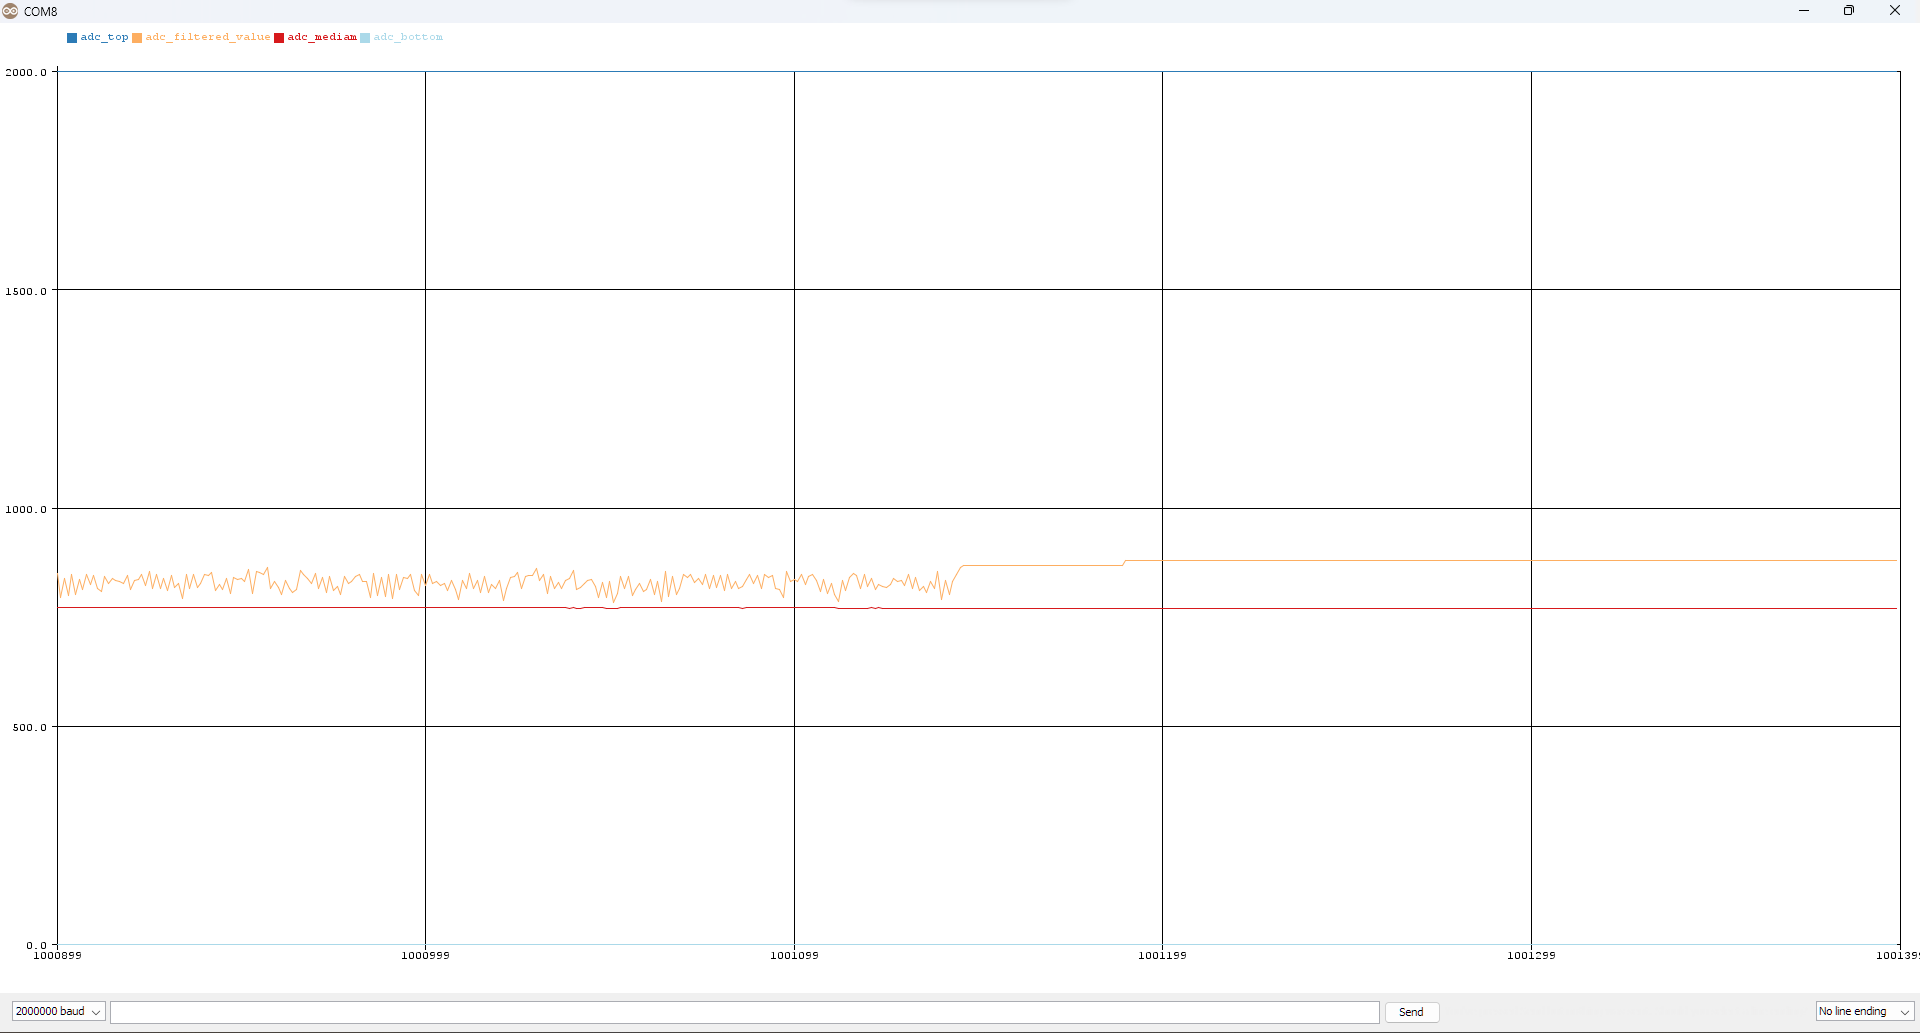 COM8
adc_top adc_filtered_value adc_mediam adc_bottom
2000.0
1500.0
1000.0
500.0
0.0
1000899 1000999 1001099 1001199 1001299 100139
2000000 baud Send No line ending